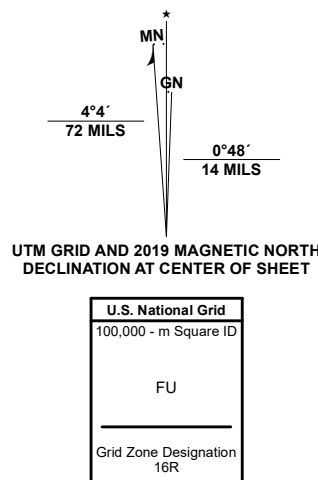 ★
MN
GN
4°4´
72 MILS
0°48´
14 MILS
UTM GRID AND 2019 MAGNETIC NORTH
DECLINATION AT CENTER OF SHEET
U.S. National Grid
100,000 - m Square ID
FU
Grid Zone Designation
16R